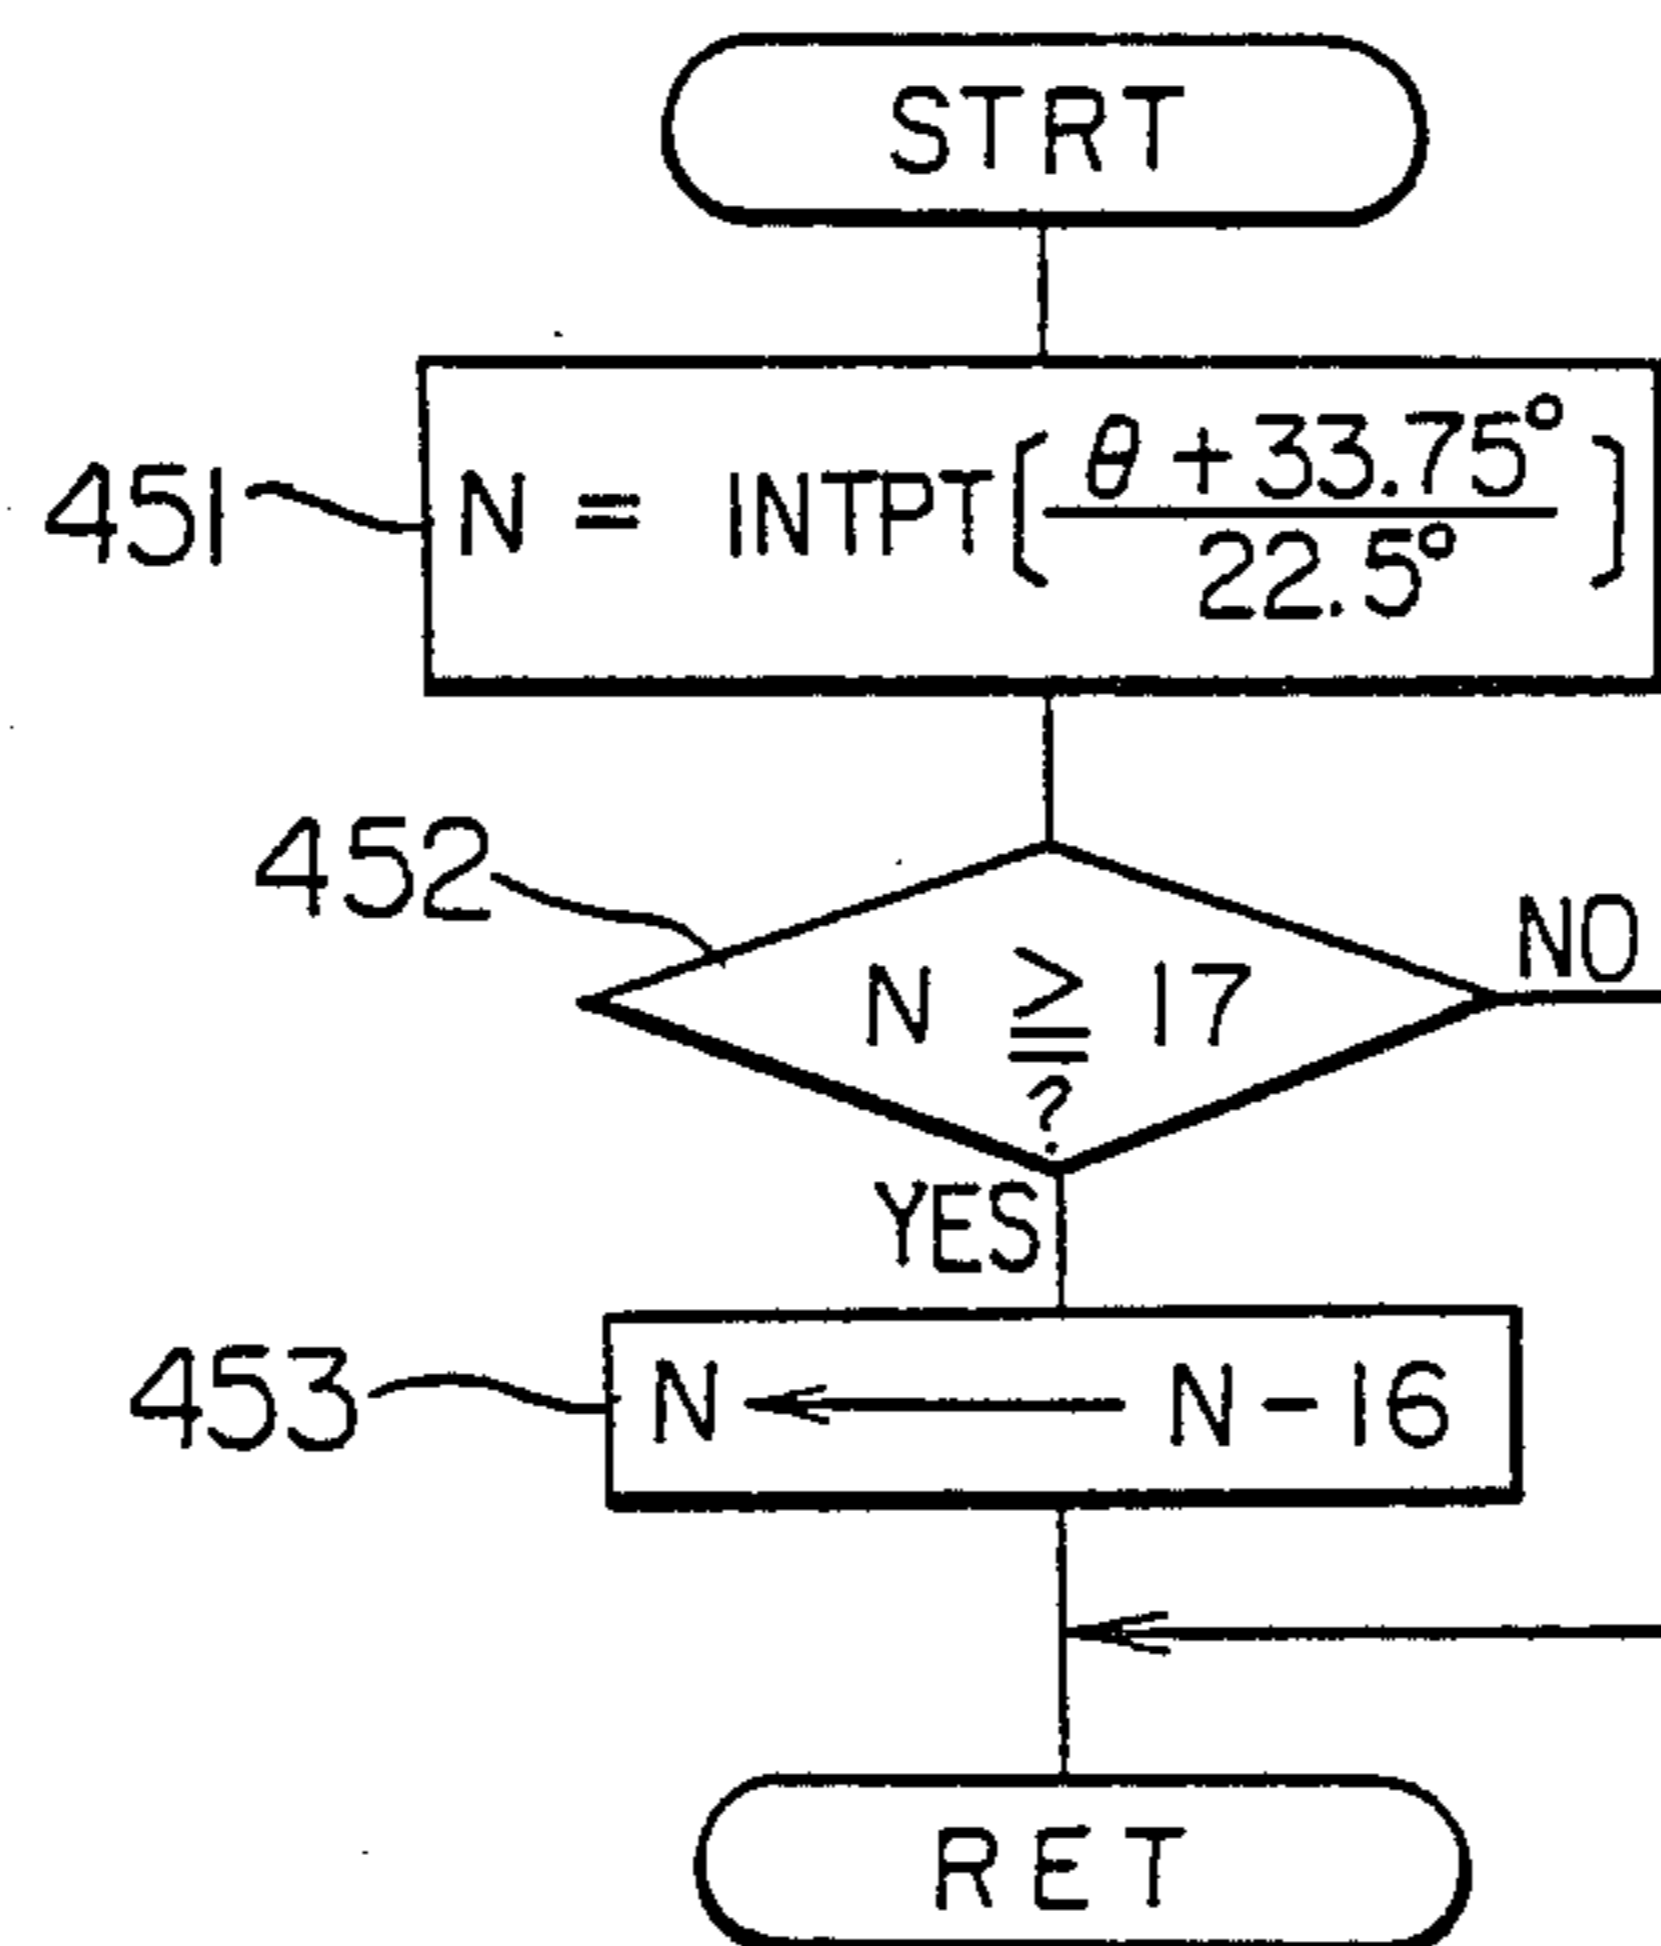 STRT
451 N = INTPT[ (θ + 33.75°) / 22.5° ]
452 N ≧ 17
?
NO
YES
453 N ← N - 16
RET